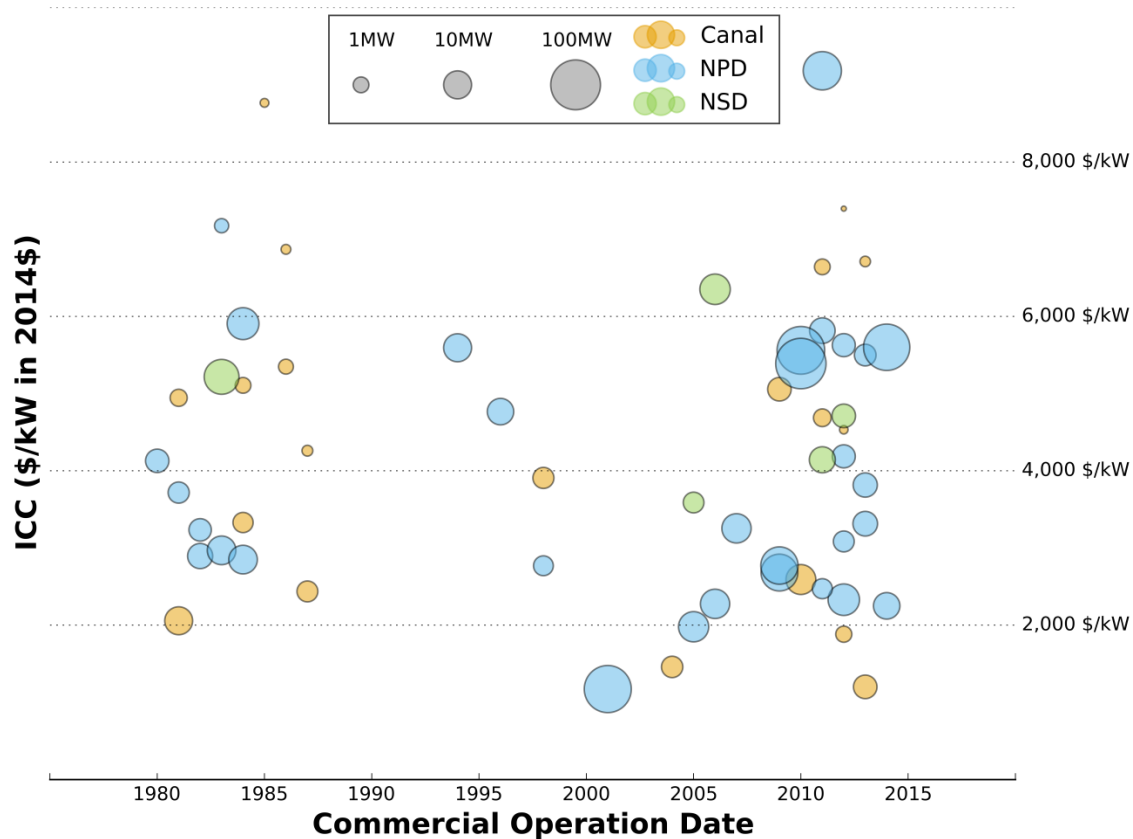 1MW 10MW 100MW
Canal
NPD
NSD
8,000 $/kW
6,000 $/kW
4,000 $/kW
2,000 $/kW
ICC ($/kW in 2014$)
1980 1985 1990 1995 2000 2005 2010 2015
Commercial Operation Date